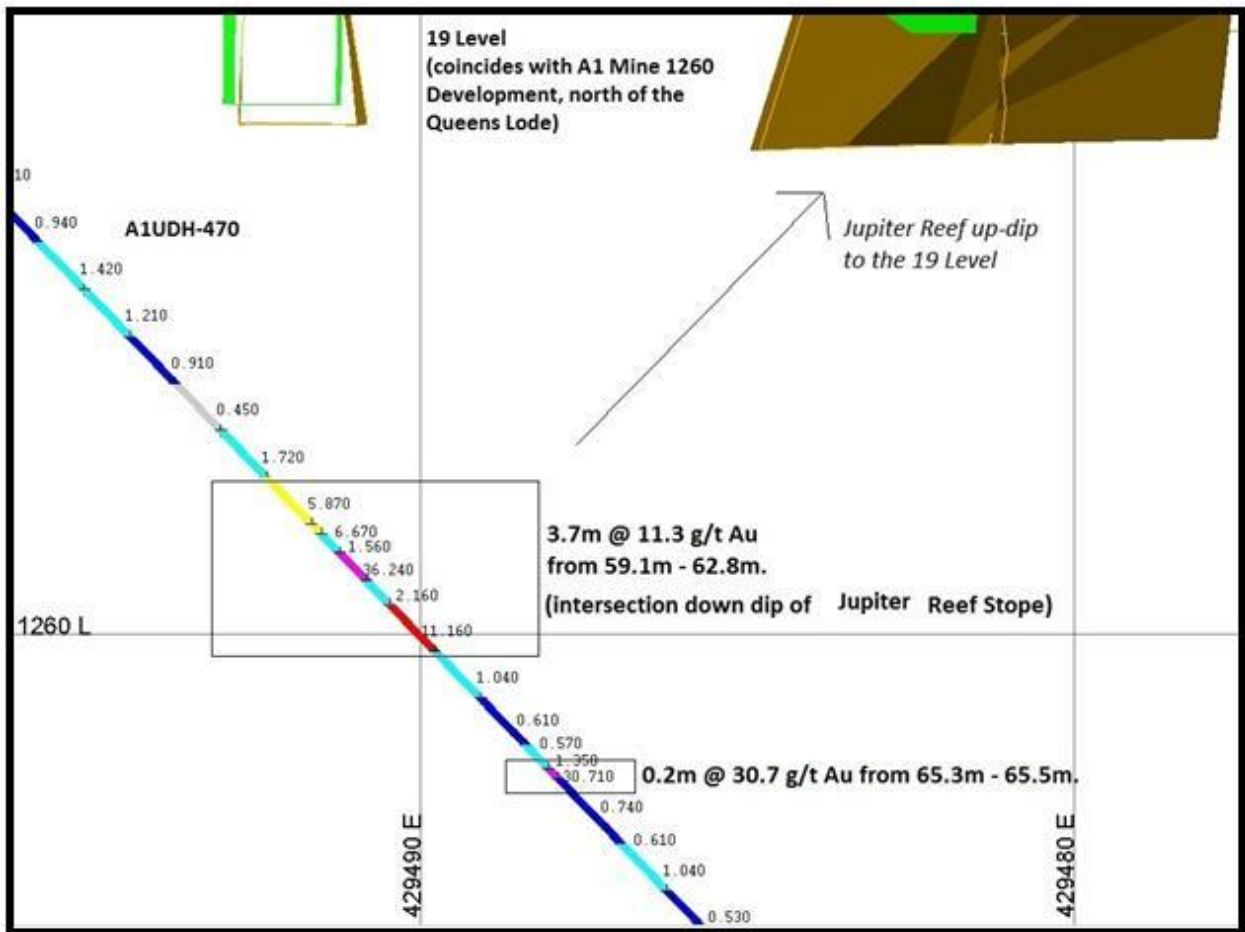 19 Level
(coincides with A1 Mine 1260
Development, north of the
Queens Lode)
10
0.940
A1UDH-470
Jupiter Reef up-dip
to the 19 Level
1.420
1.210
0.910
0.450
1.720
5.870
6.670
1.560
36.240
2.160
11.160
3.7m @ 11.3 g/t Au
from 59.1m - 62.8m.
(intersection down dip of Jupiter Reef Stope)
1260 L
1.040
0.610
0.570
1.350
30.710
0.2m @ 30.7 g/t Au from 65.3m - 65.5m.
0.740
0.610
1.040
0.530
429490 E
429480 E